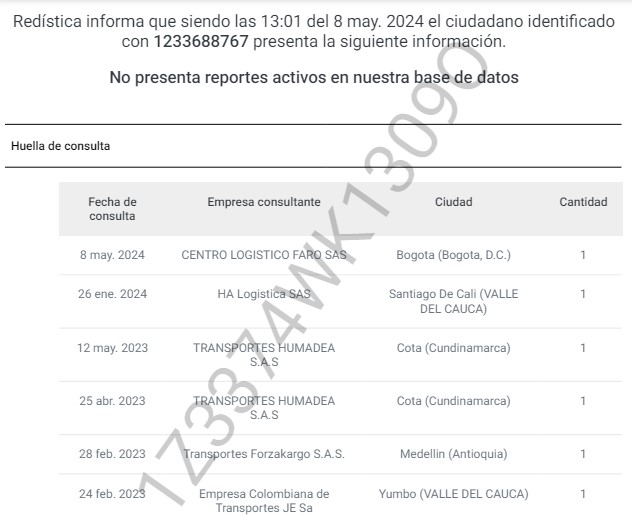 Redística informa que siendo las 13:01 del 8 may. 2024 el ciudadano identificado
con 1233688767 presenta la siguiente información.
No presenta reportes activos en nuestra base de datos
Huella de consulta
Fecha de consulta Empresa consultante Ciudad Cantidad
8 may. 2024 CENTRO LOGISTICO FARO SAS Bogota (Bogota, D.C.) 1
26 ene. 2024 HA Logistica SAS Santiago De Cali (VALLE DEL CAUCA) 1
12 may. 2023 TRANSPORTES HUMADEA S.A.S Cota (Cundinamarca) 1
25 abr. 2023 TRANSPORTES HUMADEA S.A.S Cota (Cundinamarca) 1
28 feb. 2023 Transportes Forzakargo S.A.S. Medellin (Antioquia) 1
24 feb. 2023 Empresa Colombiana de Transportes JE Sa Yumbo (VALLE DEL CAUCA) 1
1Z3374WK13090